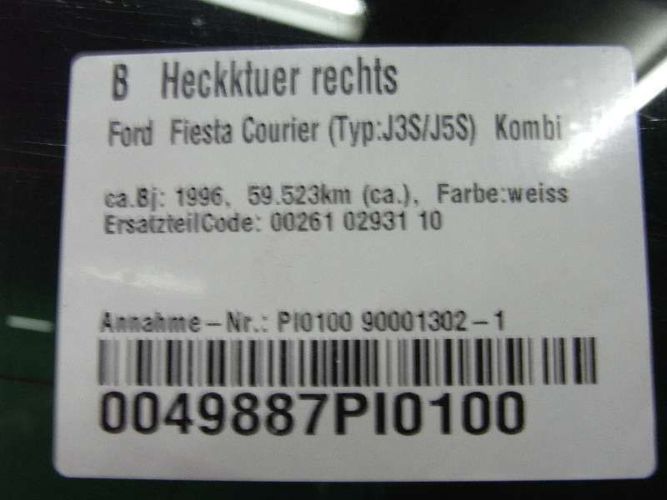 B Heckktuer rechts
Ford Fiesta Courier (Typ:J3S/J5S) Kombi
ca.Bj: 1996, 59.523km (ca.), Farbe:weiss
ErsatzteilCode: 00261 02931 10
Annahme-Nr.: PI0100 90001302-1
0049887PI0100